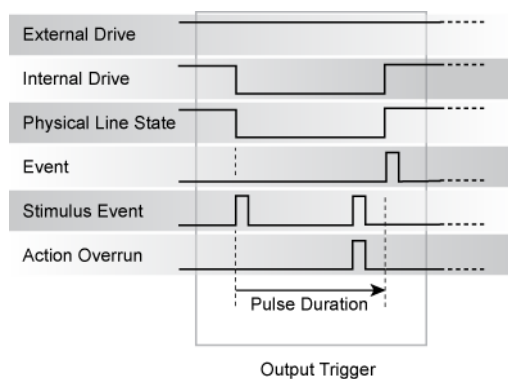 External Drive
Internal Drive
Physical Line State
Event
Stimulus Event
Action Overrun
Pulse Duration
Output Trigger